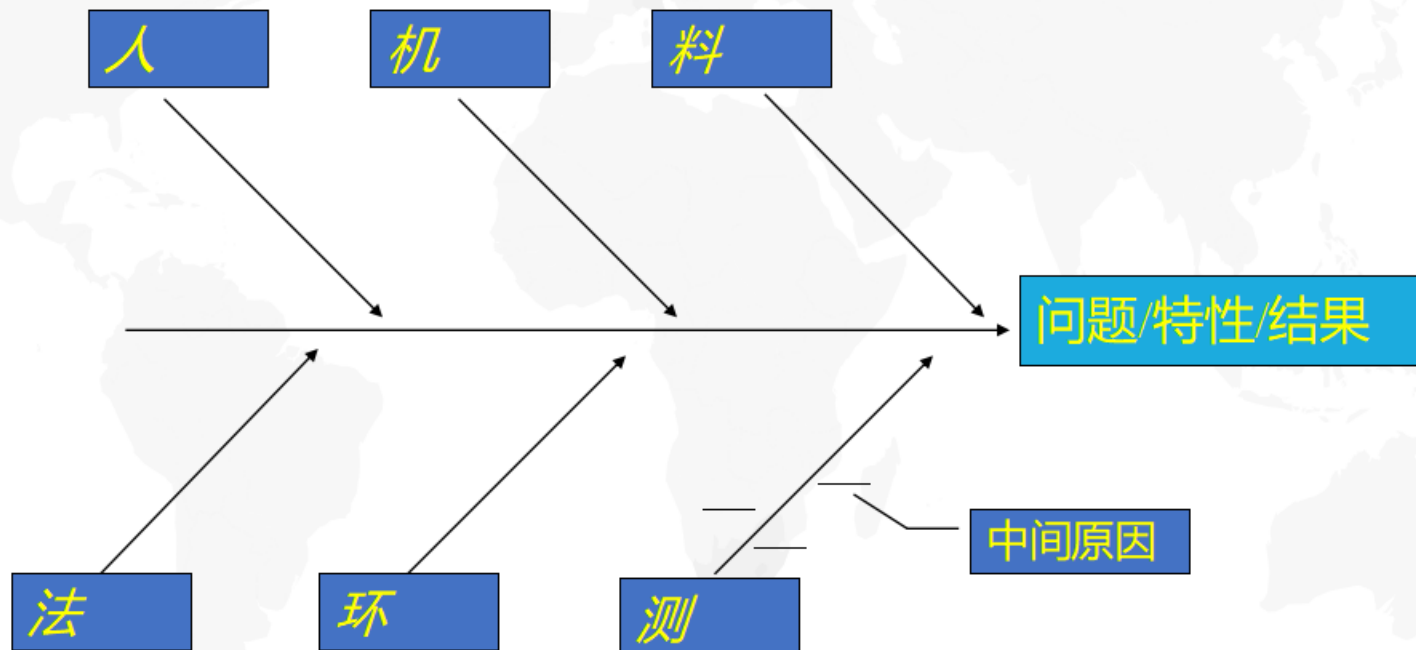 人
机
料
问题/特性/结果
中间原因
法
环
测